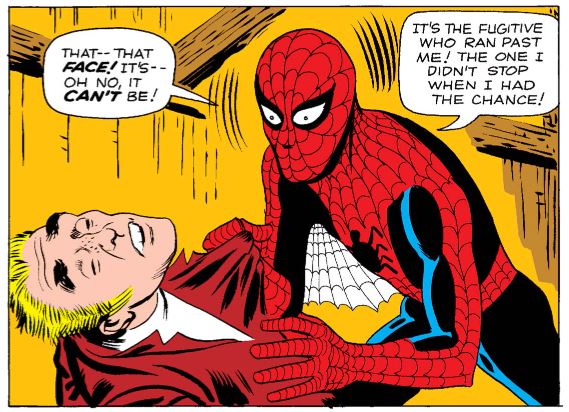 THAT-- THAT
FACE! IT'S--
OH NO, IT
CAN'T BE!
IT'S THE FUGITIVE
WHO RAN PAST
ME! THE ONE I
DIDN'T STOP
WHEN I HAD
THE CHANCE!